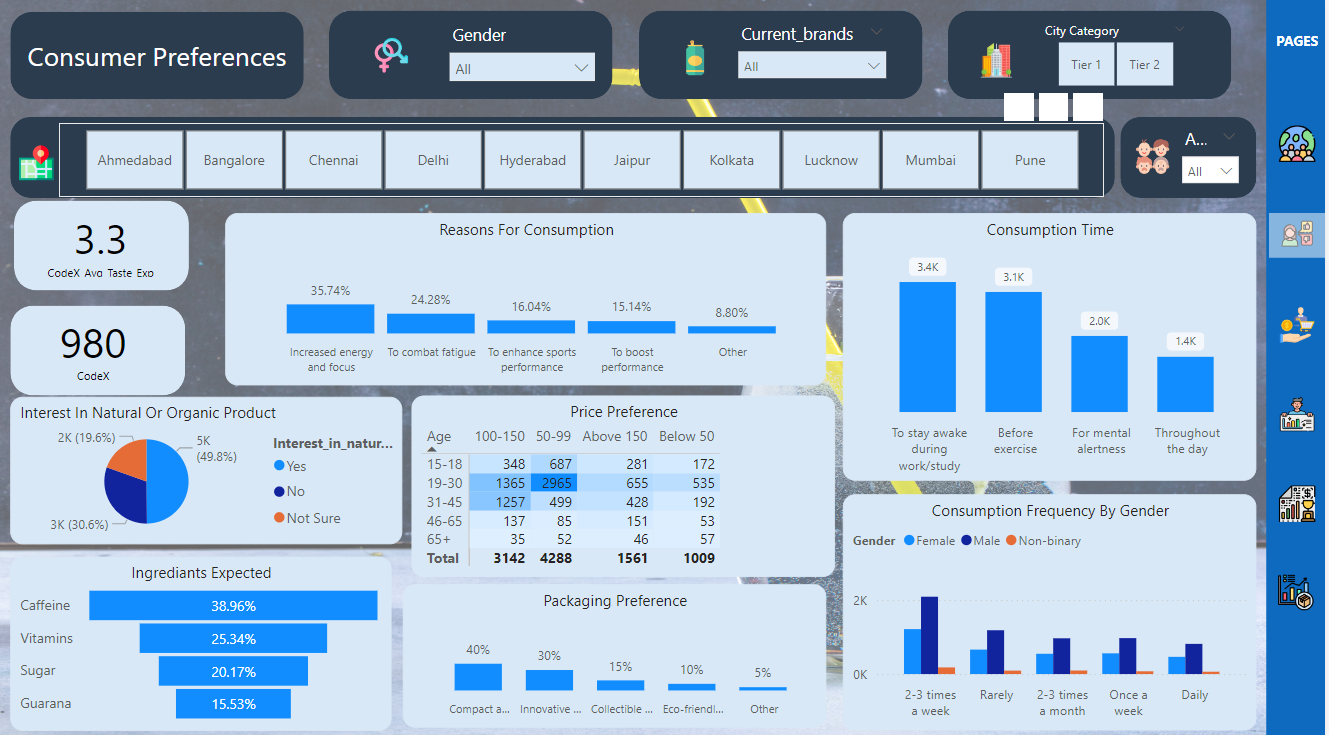 Consumer Preferences
Gender
All
Current_brands
All
City Category
Tier 1
Tier 2
PAGES
Ahmedabad
Bangalore
Chennai
Delhi
Hyderabad
Jaipur
Kolkata
Lucknow
Mumbai
Pune
A...
All
3.3
CodeX Avg Taste Exp
980
CodeX
Reasons For Consumption
35.74%
24.28%
16.04%
15.14%
8.80%
Increased energy
and focus
To combat fatigue
To enhance sports
performance
To boost
performance
Other
Consumption Time
3.4K
3.1K
2.0K
1.4K
To stay awake
during
work/study
Before
exercise
For mental
alertness
Throughout
the day
Interest In Natural Or Organic Product
2K (19.6%)
5K
(49.8%)
3K (30.6%)
Interest_in_natur...
Yes
No
Not Sure
Price Preference
Age 100-150 50-99 Above 150 Below 50
15-18 348 687 281 172
19-30 1365 2965 655 535
31-45 1257 499 428 192
46-65 137 85 151 53
65+ 35 52 46 57
Total 3142 4288 1561 1009
Ingrediants Expected
Caffeine 38.96%
Vitamins 25.34%
Sugar 20.17%
Guarana 15.53%
Packaging Preference
40%
30%
15%
10%
5%
Compact a...
Innovative ...
Collectible ...
Eco-friendl...
Other
Consumption Frequency By Gender
Gender Female Male Non-binary
2K
0K
2-3 times
a week
Rarely
2-3 times
a month
Once a
week
Daily